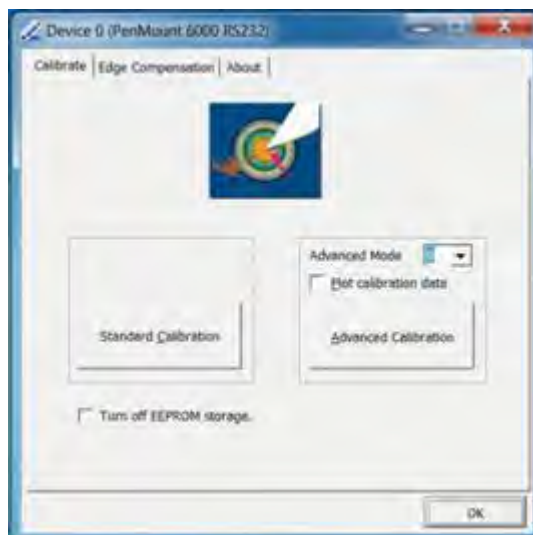 Device 0 (PenMount 6000 RS232)
Calibrate Edge Compensation About
Advanced Mode
Plot calibration data
Standard Calibration
Advanced Calibration
Turn off EEPROM storage.
OK